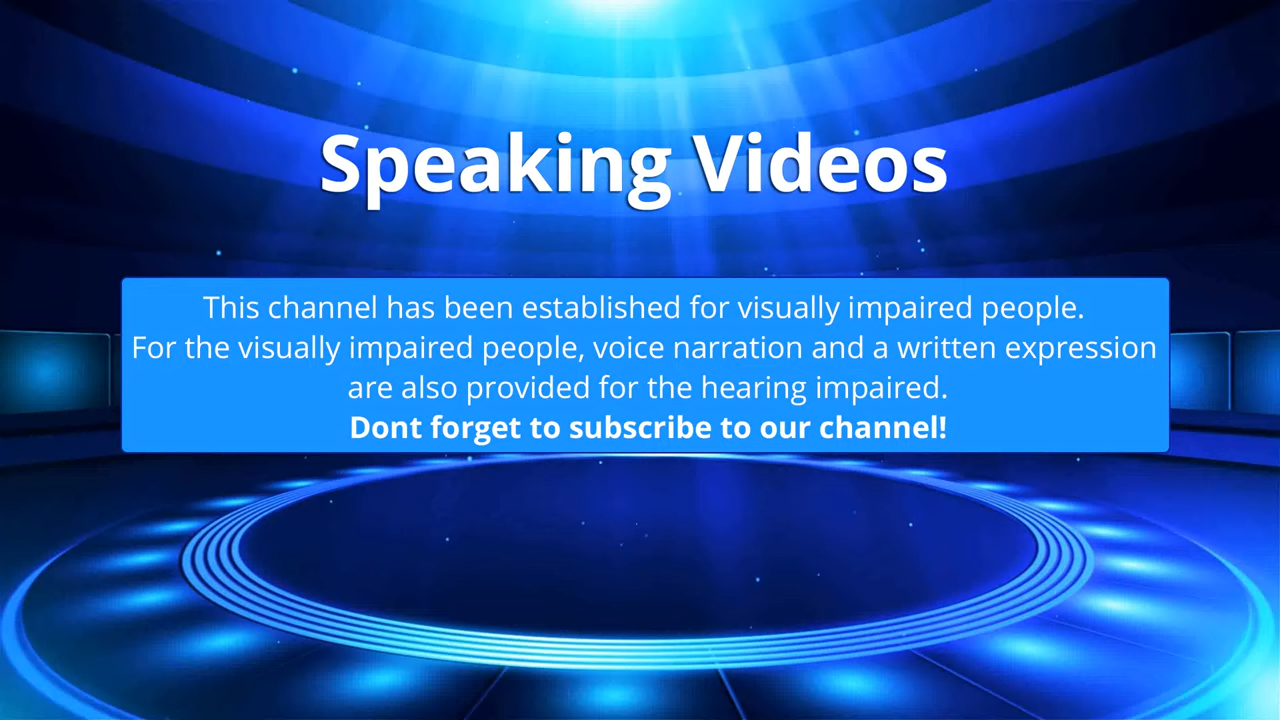 Speaking Videos
This channel has been established for visually impaired people.
For the visually impaired people, voice narration and a written expression
are also provided for the hearing impaired.
Dont forget to subscribe to our channel!